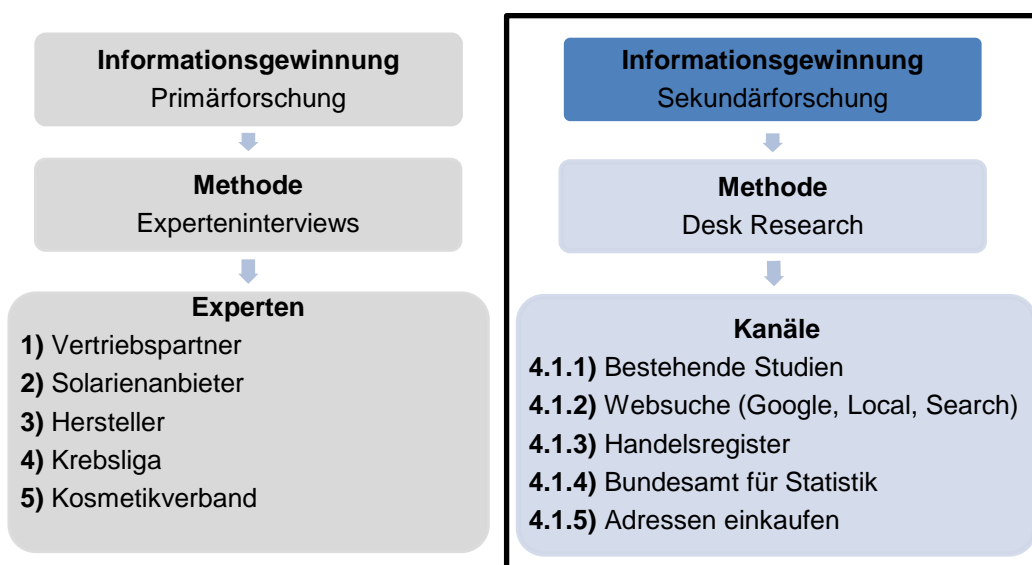 Informationsgewinnung
Primärforschung
Methode
Experteninterviews
Experten
1) Vertriebspartner
2) Solarienanbieter
3) Hersteller
4) Krebsliga
5) Kosmetikverband
Informationsgewinnung
Sekundärforschung
Methode
Desk Research
Kanäle
4.1.1) Bestehende Studien
4.1.2) Websuche (Google, Local, Search)
4.1.3) Handelsregister
4.1.4) Bundesamt für Statistik
4.1.5) Adressen einkaufen